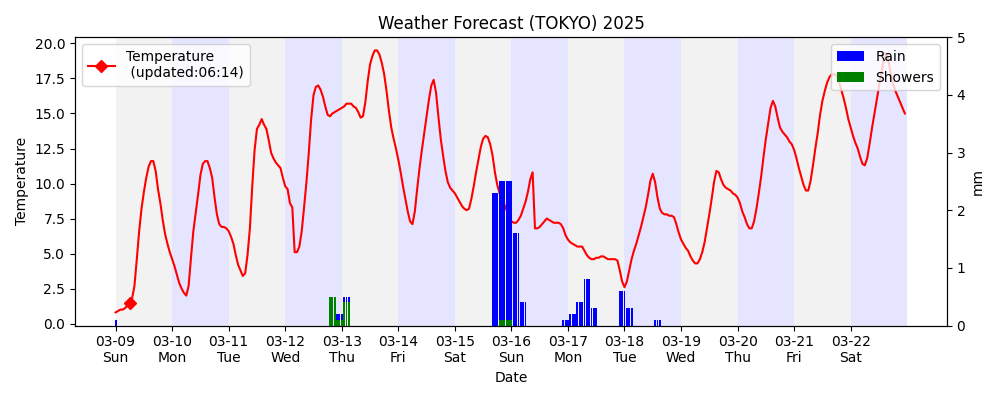 Weather Forecast (TOKYO) 2025
Temperature
(updated:06:14)
Rain
Showers
20.0
17.5
15.0
12.5
10.0
7.5
5.0
2.5
0.0
Temperature
5
4
3
2
1
0
mm
03-09 03-10 03-11 03-12 03-13 03-14 03-15 03-16 03-17 03-18 03-19 03-20 03-21 03-22
Sun Mon Tue Wed Thu Fri Sat Sun Mon Tue Wed Thu Fri Sat
Date